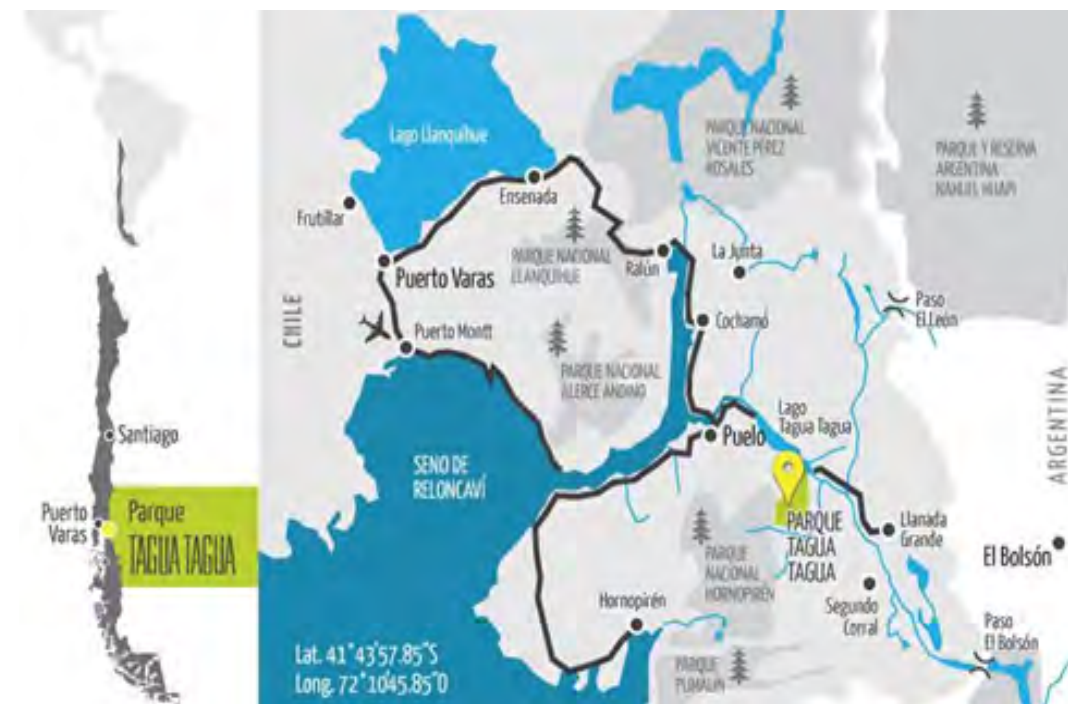 Santiago
Puerto
Varas
Parque
TAGUA TAGUA
Lago Llanquihue
Ensenada
Frutillar
PARQUE NACIONAL
VICENTE PÉREZ
ROSALES
PARQUE Y RESERVA
ARGENTINA
NAHUEL HUAPI
CHILE
Puerto Varas
PARQUE NACIONAL
LLANQUIHUE
Ralún
La Junta
Paso
El León
Puerto Montt
Cochamó
PARQUE NACIONAL
ALERCE ANDINO
Lago
Tagua Tagua
ARGENTINA
Puelo
SENO DE
RELONCAVÍ
PARQUE
TAGUA
TAGUA
Llanada
Grande
PARQUE
NACIONAL
HORNOPIRÉN
El Bolsón
Hornopirén
Segundo
Corral
Paso
El Bolsón
PARQUE
PUMALIN
Lat. 41°43'57.85"S
Long. 72°10'45.85"O